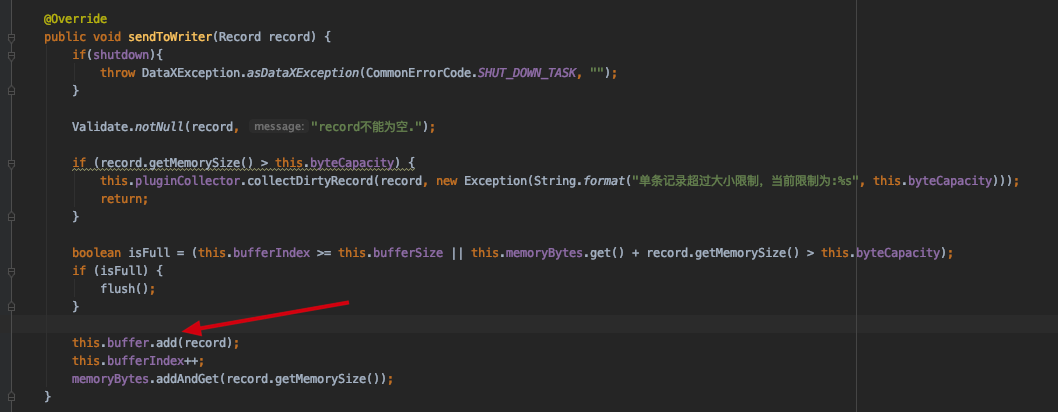 @Override
public void sendToWriter(Record record) {
if(shutdown){
throw DataXException.asDataXException(CommonErrorCode.SHUT_DOWN_TASK, "");
}
Validate.notNull(record, message: "record不能为空.");
if (record.getMemorySize() > this.byteCapacity) {
this.pluginCollector.collectDirtyRecord(record, new Exception(String.format("单条记录超过大小限制，当前限制为:%s", this.byteCapacity)));
return;
}
boolean isFull = (this.bufferIndex >= this.bufferSize || this.memoryBytes.get() + record.getMemorySize() > this.byteCapacity);
if (isFull) {
flush();
}
this.buffer.add(record);
this.bufferIndex++;
memoryBytes.addAndGet(record.getMemorySize());
}